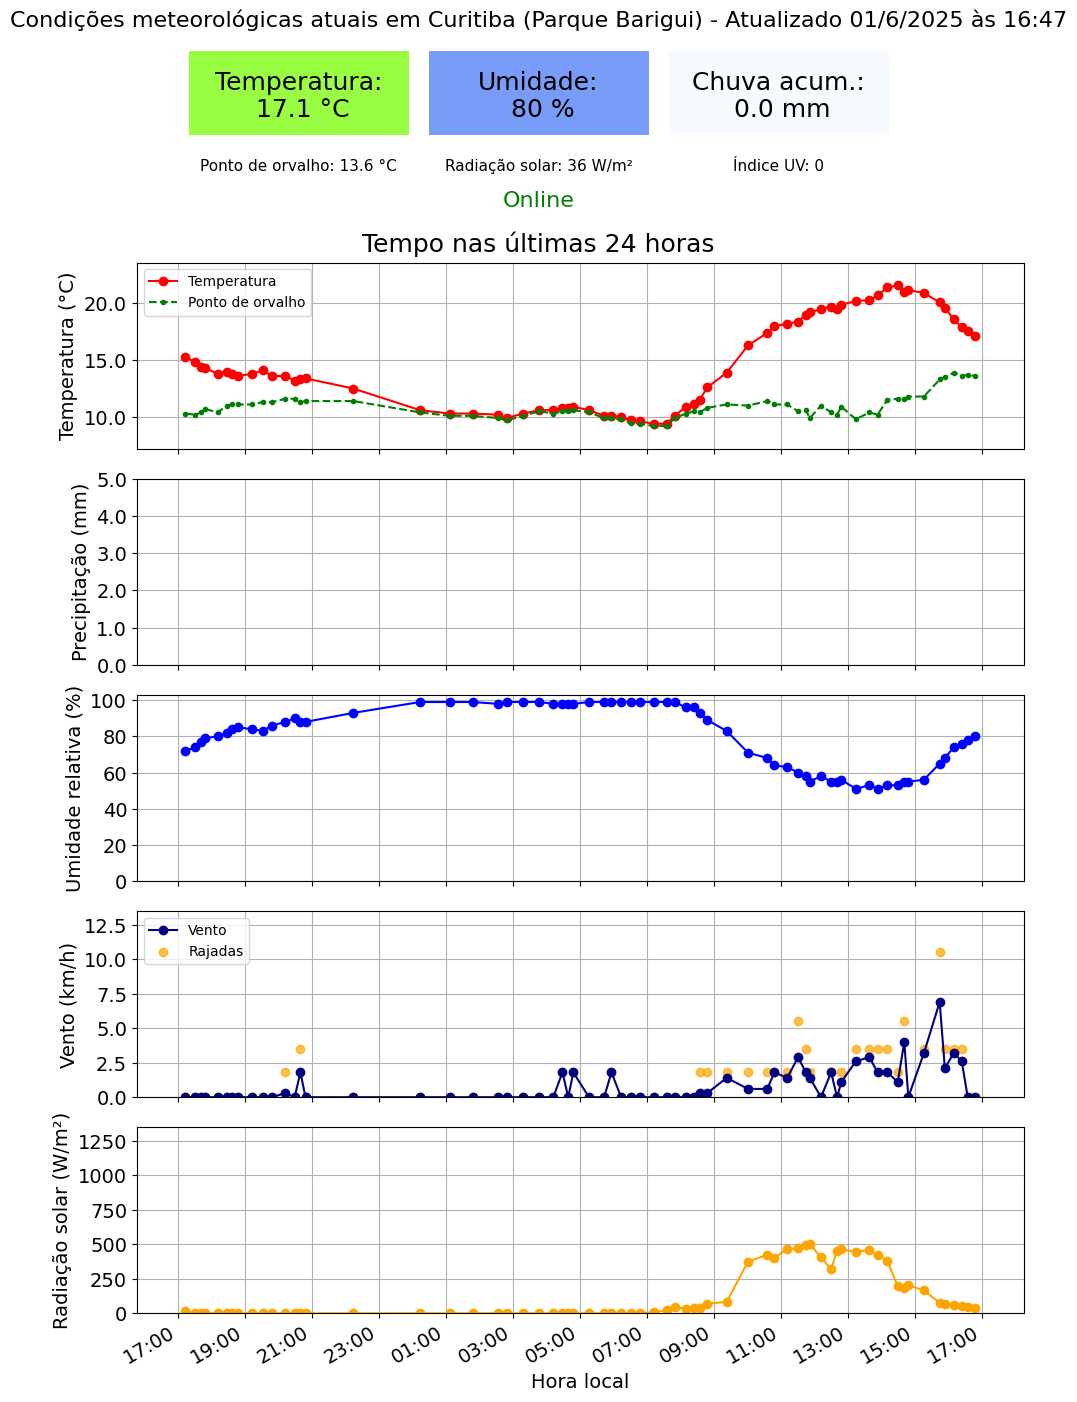 Condições meteorológicas atuais em Curitiba (Parque Barigui) - Atualizado 01/6/2025 às 16:47
Temperatura:
17.1 °C
Umidade:
80 %
Chuva acum.:
0.0 mm
Ponto de orvalho: 13.6 °C
Radiação solar: 36 W/m²
Índice UV: 0
Online
Tempo nas últimas 24 horas
Temperatura (°C)
20.0
15.0
10.0
Temperatura
Ponto de orvalho
Precipitação (mm)
5.0
4.0
3.0
2.0
1.0
0.0
Umidade relativa (%)
100
80
60
40
20
0
Vento (km/h)
12.5
10.0
7.5
5.0
2.5
0.0
Vento
Rajadas
Radiação solar (W/m²)
1250
1000
750
500
250
0
17:00
19:00
21:00
23:00
01:00
03:00
05:00
07:00
09:00
11:00
13:00
15:00
17:00
Hora local